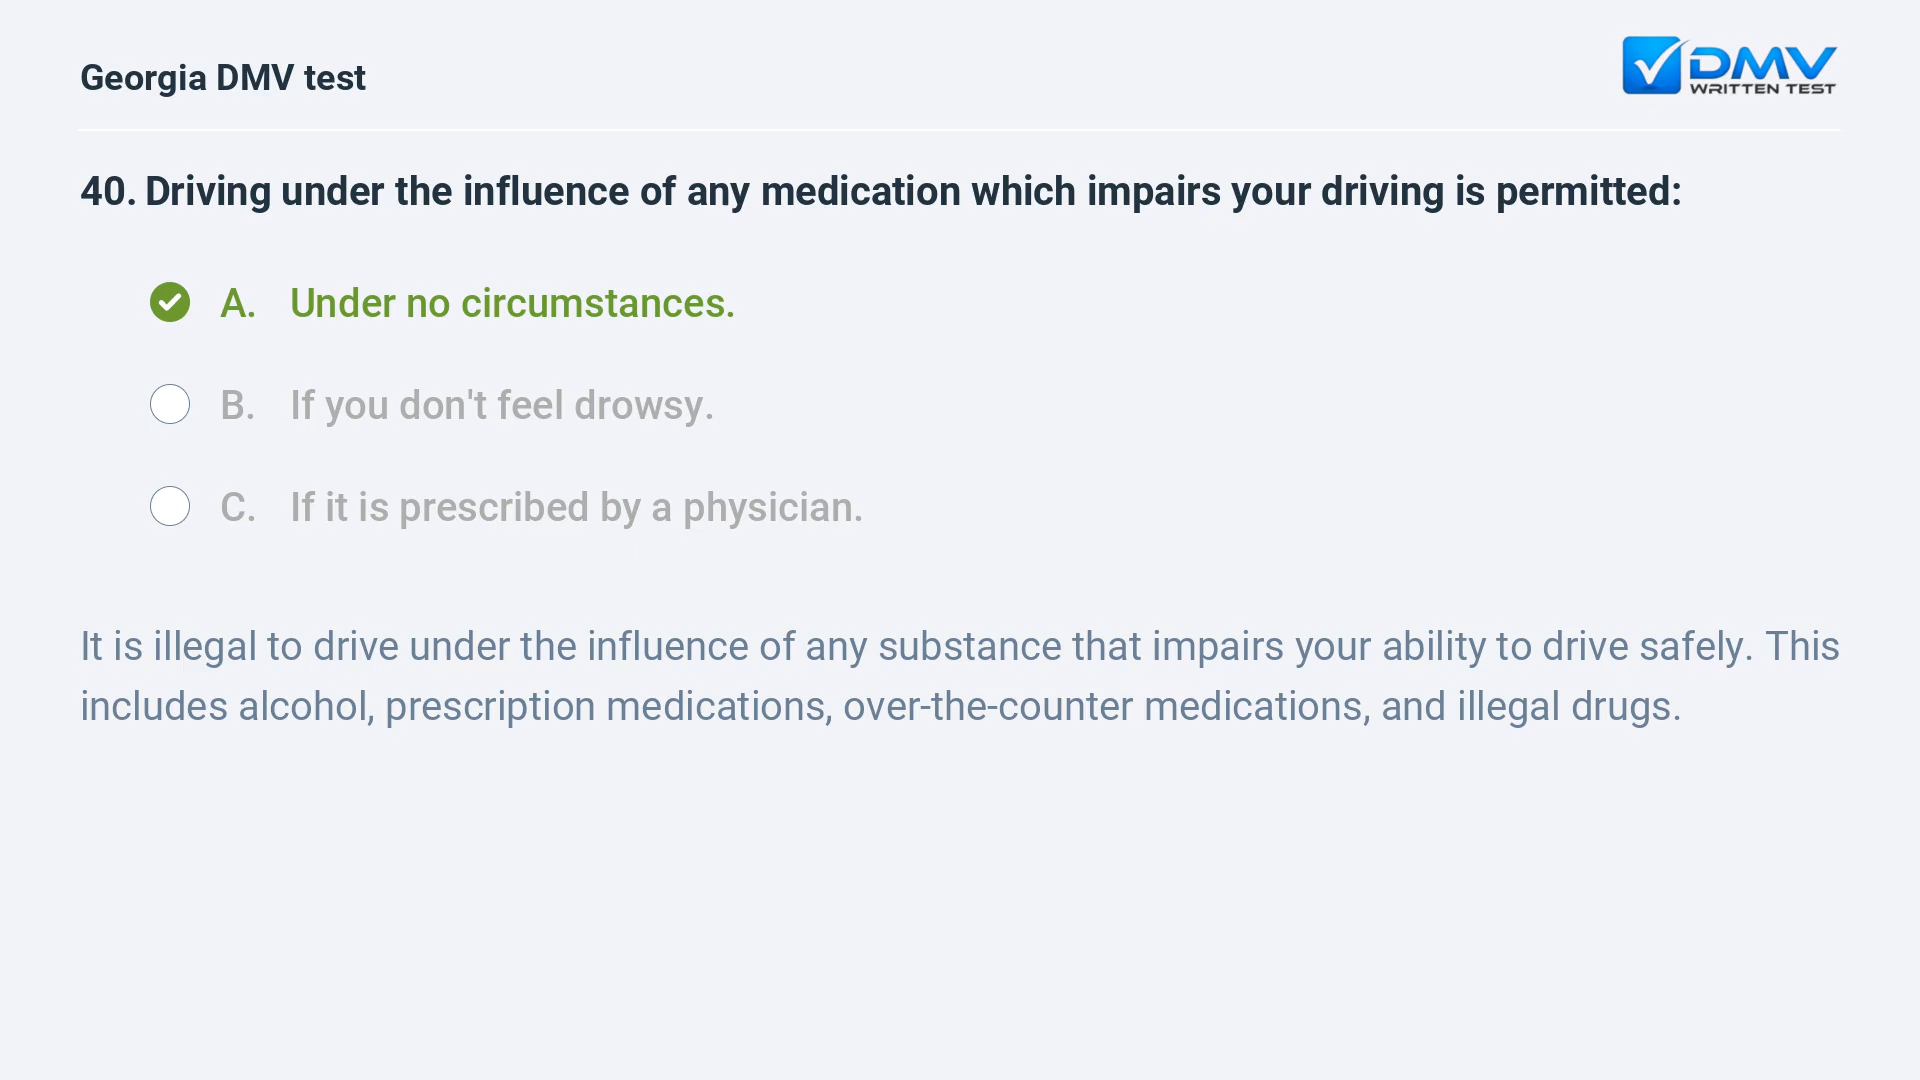 Georgia DMV test
DMV
WRITTEN TEST
40. Driving under the influence of any medication which impairs your driving is permitted:
A. Under no circumstances.
B. If you don't feel drowsy.
C. If it is prescribed by a physician.
It is illegal to drive under the influence of any substance that impairs your ability to drive safely. This
includes alcohol, prescription medications, over-the-counter medications, and illegal drugs.